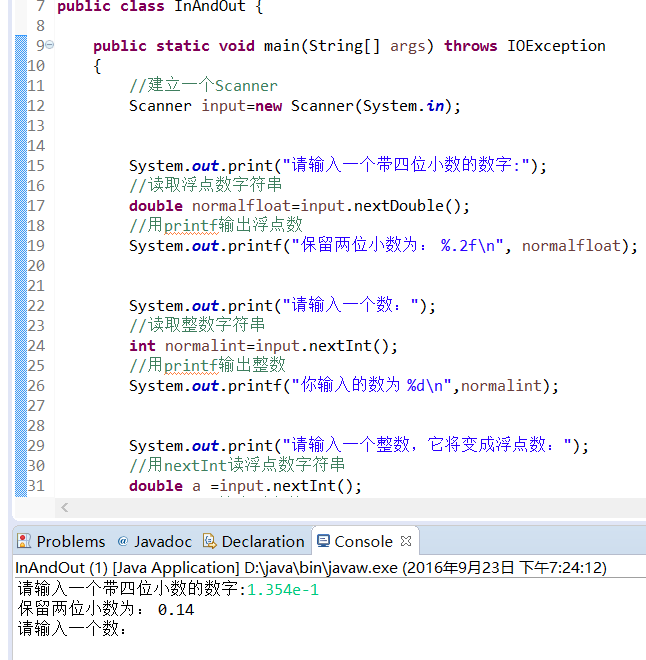 7 public class InAndOut {
8
9 public static void main(String[] args) throws IOException
10 {
11 //建立一个Scanner
12 Scanner input=new Scanner(System.in);
13
14
15 System.out.print("请输入一个带四位小数的数字:");
16 //读取浮点数字符串
17 double normalfloat=input.nextDouble();
18 //用printf输出浮点数
19 System.out.printf("保留两位小数为： %.2f\n", normalfloat);
20
21
22 System.out.print("请输入一个数：");
23 //读取整数字符串
24 int normalint=input.nextInt();
25 //用printf输出整数
26 System.out.printf("你输入的数为 %d\n",normalint);
27
28
29 System.out.print("请输入一个整数，它将变成浮点数：");
30 //用nextInt读浮点数字符串
31 double a =input.nextInt();
Problems @ Javadoc Declaration Console
InAndOut (1) [Java Application] D:\java\bin\javaw.exe (2016年9月23日 下午7:24:12)
请输入一个带四位小数的数字:1.354e-1
保留两位小数为： 0.14
请输入一个数：